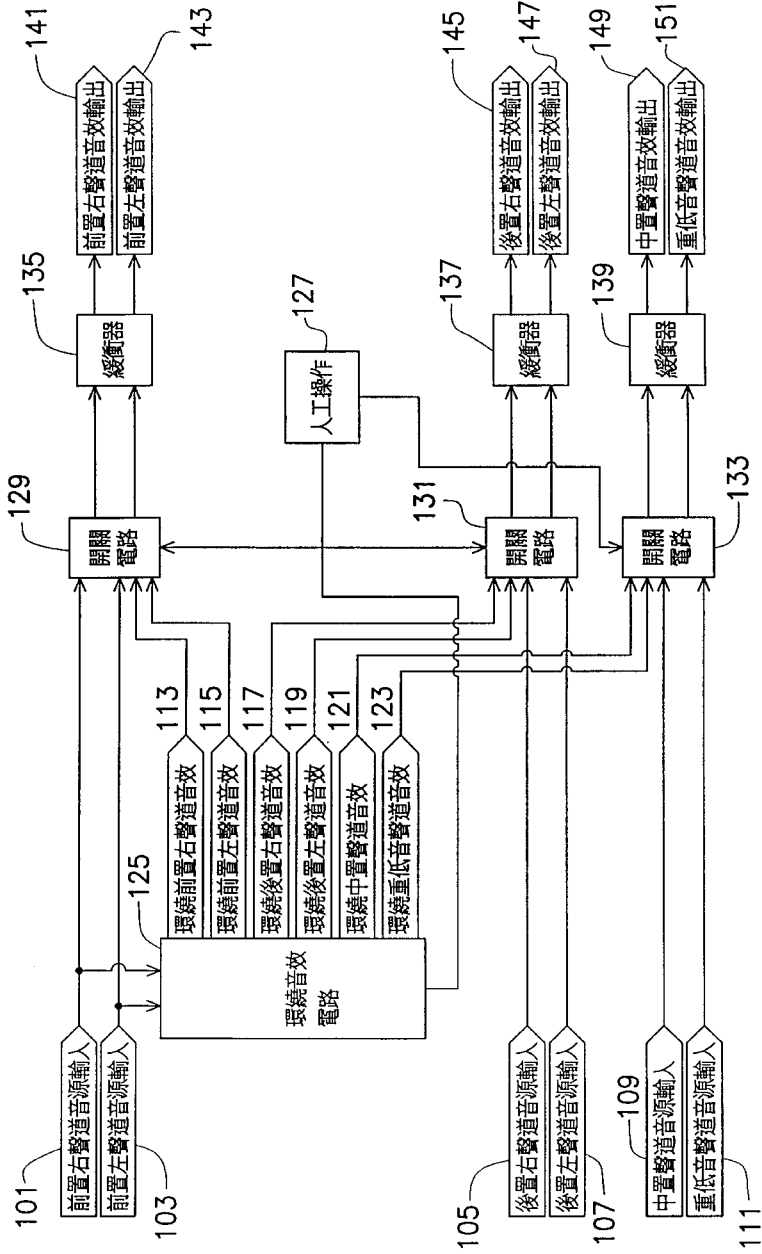 101
前置右聲道音源輸入
前置左聲道音源輸入
103
125
環繞音效
電路
環繞前置右聲道音效
113
環繞前置左聲道音效
115
環繞後置右聲道音效
117
環繞後置左聲道音效
119
環繞中置聲道音效
121
環繞重低音聲道音效
123
129
開關
電路
135
緩衝器
141
前置右聲道音效輸出
前置左聲道音效輸出
143
人工操作
127
105
後置右聲道音源輸入
後置左聲道音源輸入
107
131
開關
電路
137
緩衝器
145
後置右聲道音效輸出
後置左聲道音效輸出
147
109
中置聲道音源輸入
重低音聲道音源輸入
111
開關
電路
133
139
緩衝器
149
中置聲道音效輸出
重低音聲道音效輸出
151